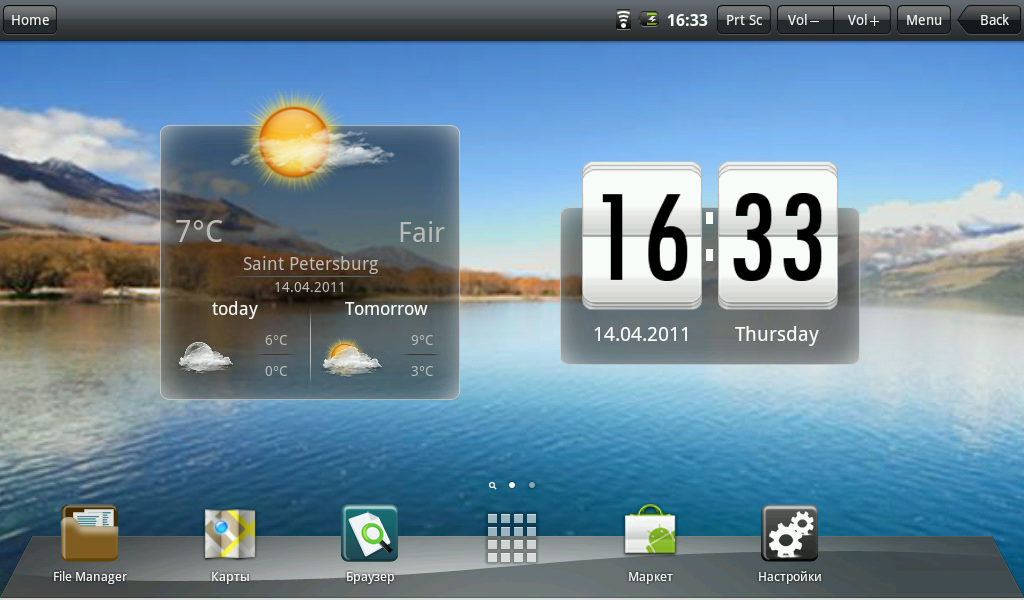 Home
16:33
Prt Sc
Vol−
Vol+
Menu
Back
7°C
Fair
Saint Petersburg
14.04.2011
today
Tomorrow
6°C
0°C
9°C
3°C
16:33
14.04.2011
Thursday
File Manager
Карты
Браузер
Маркет
Настройки